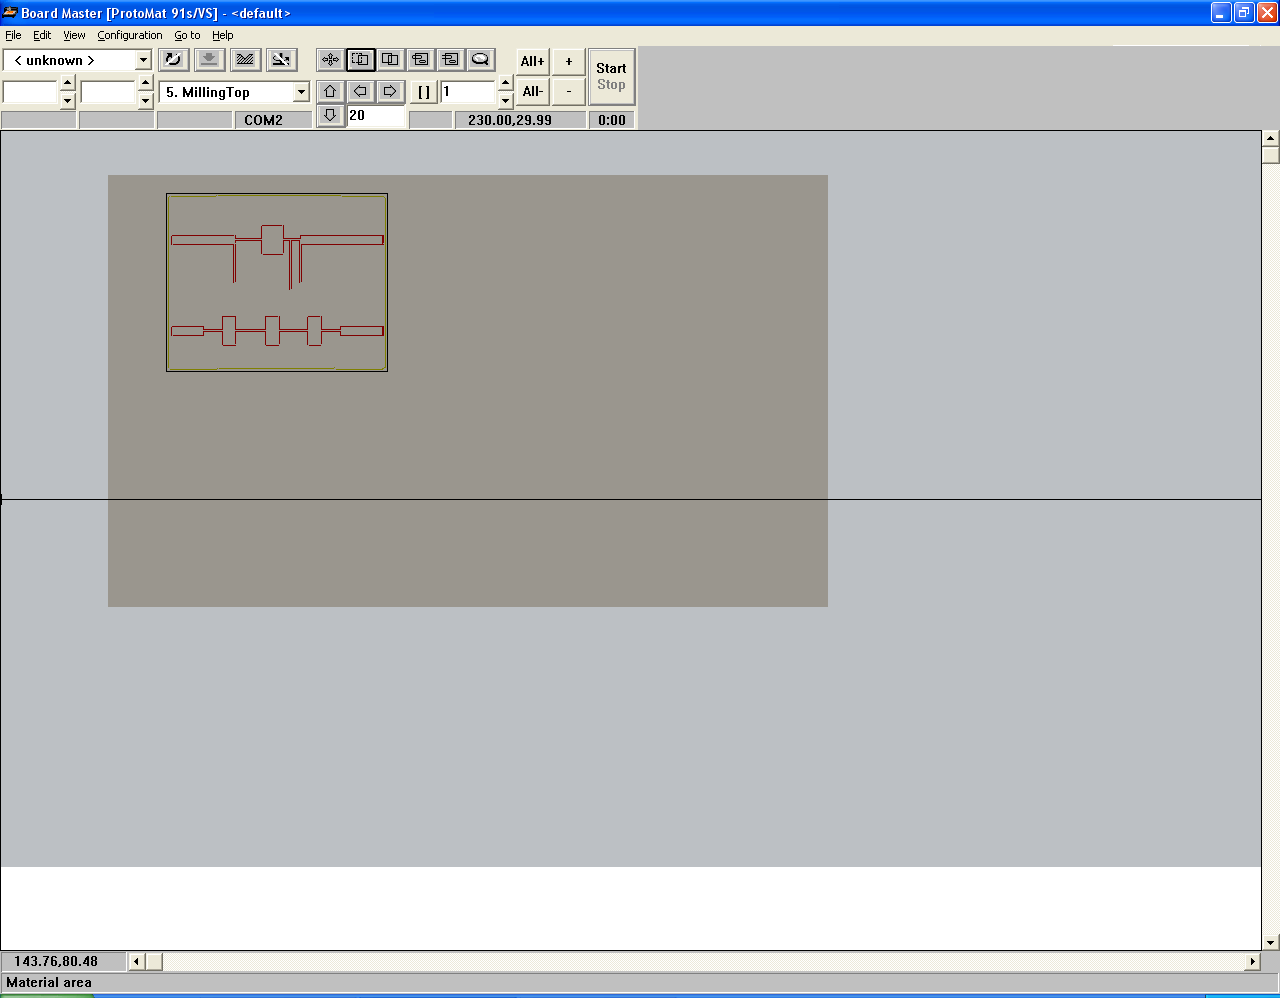 Board Master [ProtoMat 91s/VS] - <default>
File Edit View Configuration Go to Help
< unknown > All+ + Start
Stop
5. MillingTop [ ] 1 All- -
COM2 20 230.00,29.99 0:00
143.76,80.48
Material area